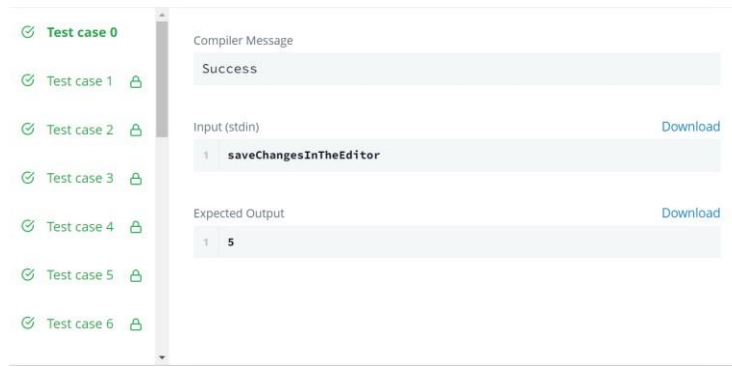 Test case 0
Test case 1
Test case 2
Test case 3
Test case 4
Test case 5
Test case 6
Compiler Message
Success
Input (stdin)
Download
1 saveChangesInTheEditor
Expected Output
Download
1 5